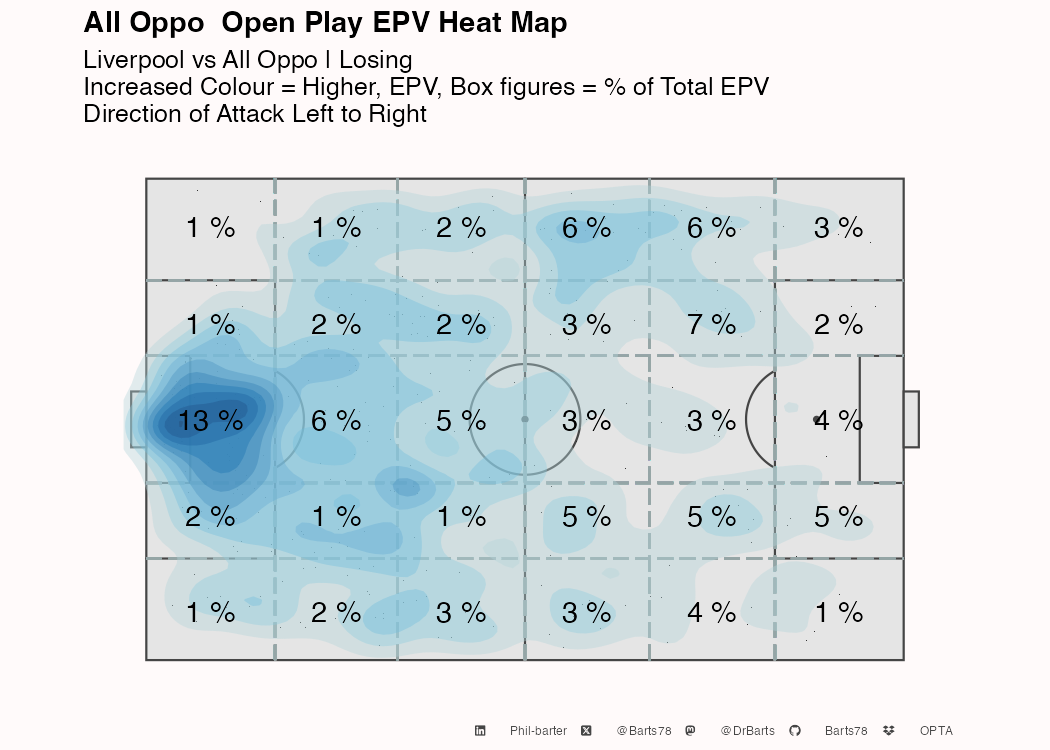 All Oppo  Open Play EPV Heat Map
Liverpool vs All Oppo | Losing
Increased Colour = Higher, EPV, Box figures = % of Total EPV
Direction of Attack Left to Right
1 % 1 % 2 % 6 % 6 % 3 %
1 % 2 % 2 % 3 % 7 % 2 %
13 % 6 % 5 % 3 % 3 % 4 %
2 % 1 % 1 % 5 % 5 % 5 %
1 % 2 % 3 % 3 % 4 % 1 %
Phil-barter @Barts78 @DrBarts Barts78 OPTA